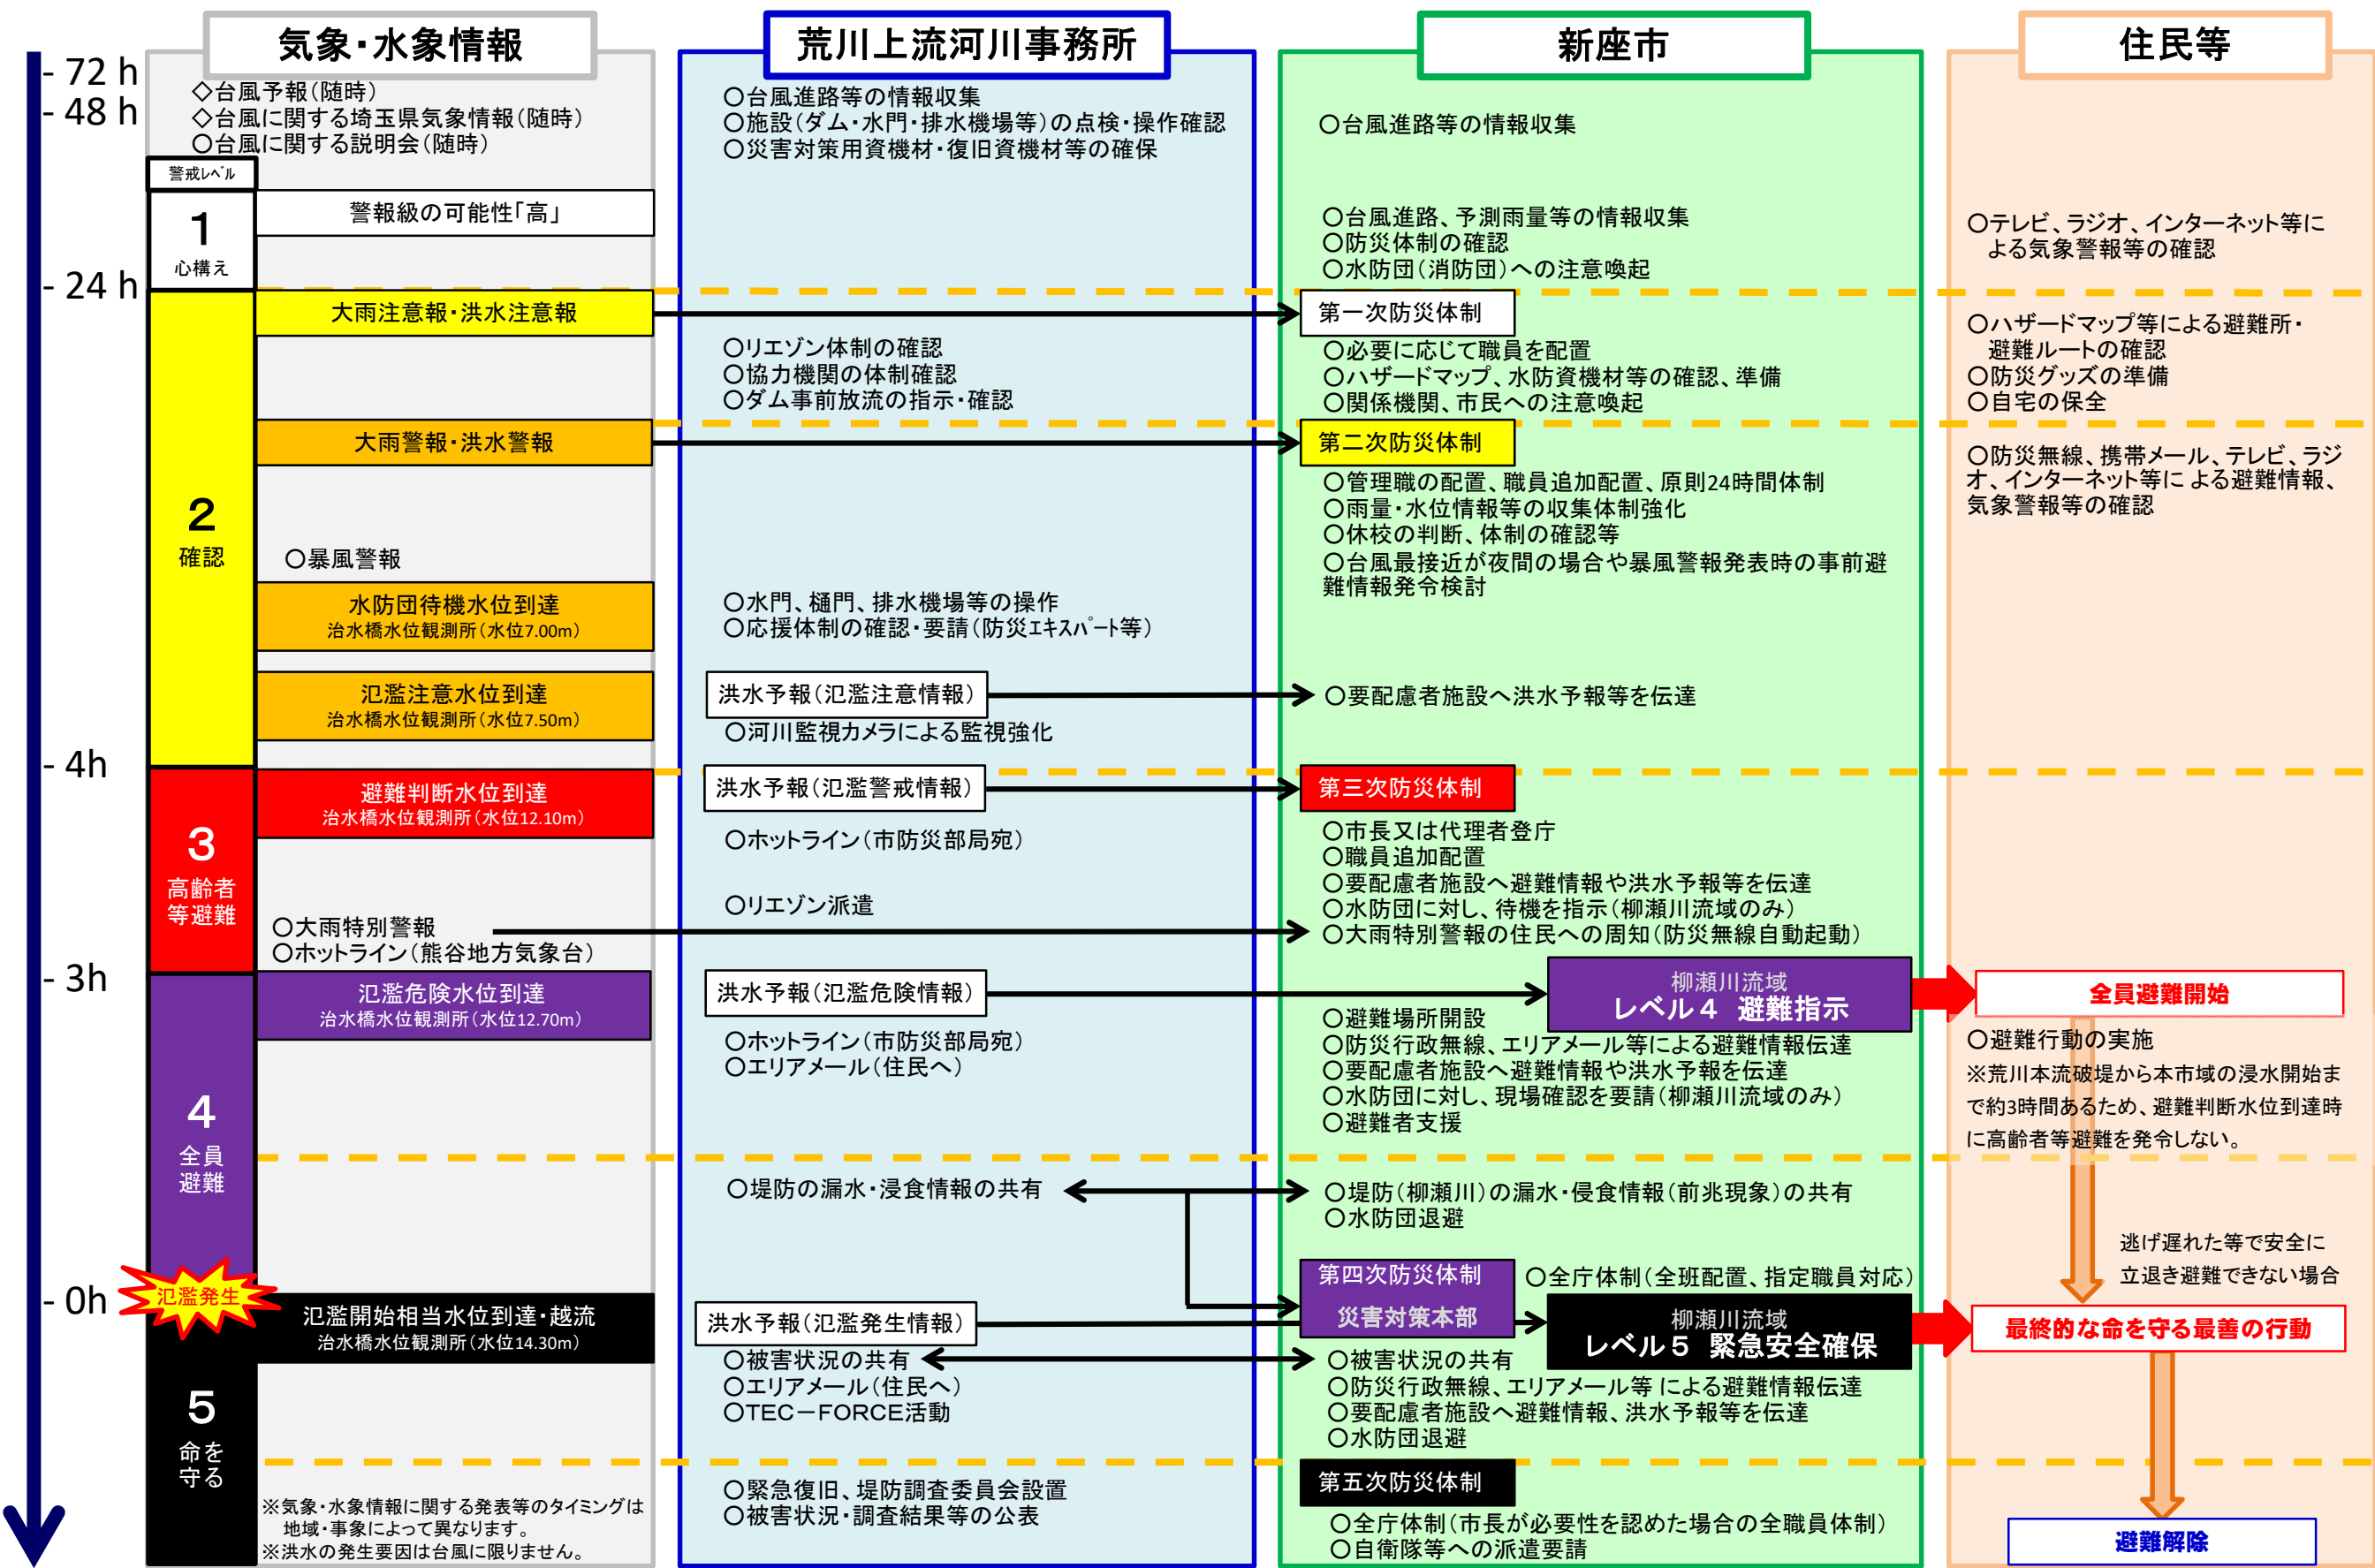 気象・水象情報
荒川上流河川事務所
新座市
住民等
- 72 h
- 48 h
- 24 h
- 4h
- 3h
- 0h
◇台風予報（随時）
◇台風に関する埼玉県気象情報（随時）
○台風に関する説明会（随時）
警戒ﾚﾍﾞﾙ
1
心構え
警報級の可能性「高」
大雨注意報・洪水注意報
大雨警報・洪水警報
2
確認
○暴風警報
水防団待機水位到達
治水橋水位観測所（水位7.00m）
氾濫注意水位到達
治水橋水位観測所（水位7.50m）
避難判断水位到達
治水橋水位観測所（水位12.10m）
3
高齢者
等避難
○大雨特別警報
○ホットライン（熊谷地方気象台）
氾濫危険水位到達
治水橋水位観測所（水位12.70m）
4
全員
避難
氾濫発生
氾濫開始相当水位到達・越流
治水橋水位観測所（水位14.30m）
5
命を
守る
※気象・水象情報に関する発表等のタイミングは
地域・事象によって異なります。
※洪水の発生要因は台風に限りません。
○台風進路等の情報収集
○施設（ダム・水門・排水機場等）の点検・操作確認
○災害対策用資機材・復旧資機材等の確保
○リエゾン体制の確認
○協力機関の体制確認
○ダム事前放流の指示・確認
○水門、樋門、排水機場等の操作
○応援体制の確認・要請（防災ｴｷｽﾊﾟｰﾄ等）
洪水予報（氾濫注意情報）
○河川監視カメラによる監視強化
洪水予報（氾濫警戒情報）
○ホットライン（市防災部局宛）
○リエゾン派遣
洪水予報（氾濫危険情報）
○ホットライン（市防災部局宛）
○エリアメール（住民へ）
○堤防の漏水・浸食情報の共有
洪水予報（氾濫発生情報）
○被害状況の共有
○エリアメール（住民へ）
○TEC－FORCE活動
○緊急復旧、堤防調査委員会設置
○被害状況・調査結果等の公表
○台風進路等の情報収集
○台風進路、予測雨量等の情報収集
○防災体制の確認
○水防団（消防団）への注意喚起
第一次防災体制
○必要に応じて職員を配置
○ハザードマップ、水防資機材等の確認、準備
○関係機関、市民への注意喚起
第二次防災体制
○管理職の配置、職員追加配置、原則24時間体制
○雨量・水位情報等の収集体制強化
○休校の判断、体制の確認等
○台風最接近が夜間の場合や暴風警報発表時の事前避
難情報発令検討
○要配慮者施設へ洪水予報等を伝達
第三次防災体制
○市長又は代理者登庁
○職員追加配置
○要配慮者施設へ避難情報や洪水予報等を伝達
○水防団に対し、待機を指示（柳瀬川流域のみ）
○大雨特別警報の住民への周知（防災無線自動起動）
柳瀬川流域
レベル４ 避難指示
○避難場所開設
○防災行政無線、エリアメール等による避難情報伝達
○要配慮者施設へ避難情報や洪水予報を伝達
○水防団に対し、現場確認を要請（柳瀬川流域のみ）
○避難者支援
○堤防（柳瀬川）の漏水・侵食情報（前兆現象）の共有
○水防団退避
第四次防災体制
災害対策本部
○全庁体制（全班配置、指定職員対応）
柳瀬川流域
レベル５ 緊急安全確保
○被害状況の共有
○防災行政無線、エリアメール等 による避難情報伝達
○要配慮者施設へ避難情報、洪水予報等を伝達
○水防団退避
第五次防災体制
○全庁体制（市長が必要性を認めた場合の全職員体制）
○自衛隊等への派遣要請
○テレビ、ラジオ、インターネット等に
よる気象警報等の確認
○ハザードマップ等による避難所・
避難ルートの確認
○防災グッズの準備
○自宅の保全
○防災無線、携帯メール、テレビ、ラジ
オ、インターネット等に よる避難情報、
気象警報等の確認
全員避難開始
○避難行動の実施
※荒川本流破堤から本市域の浸水開始ま
で約3時間あるため、避難判断水位到達時
に高齢者等避難を発令しない。
逃げ遅れた等で安全に
立退き避難できない場合
最終的な命を守る最善の行動
避難解除